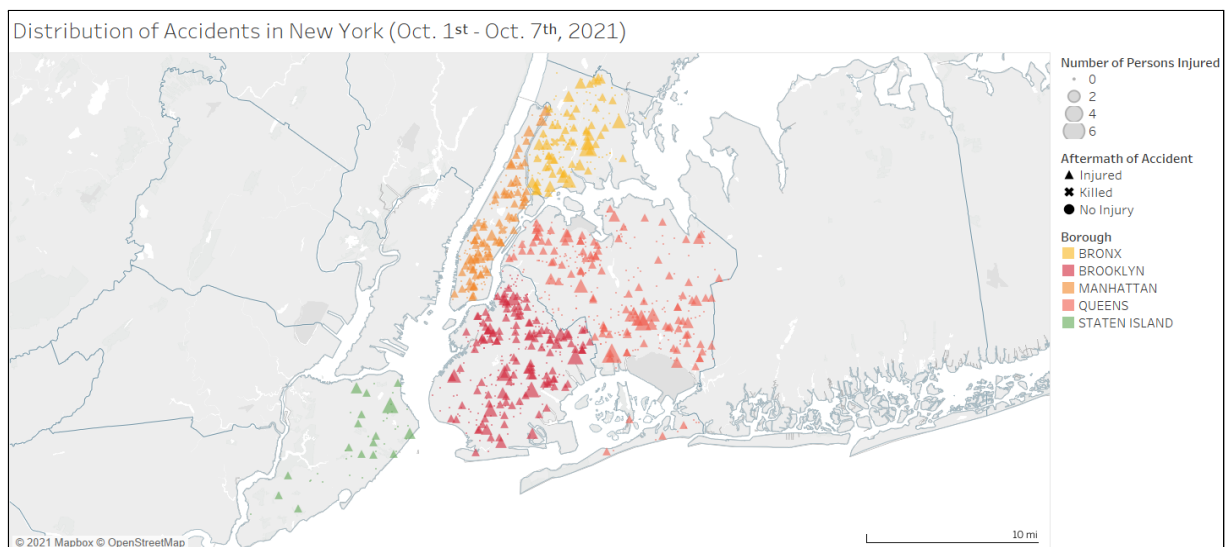 Distribution of Accidents in New York (Oct. 1st - Oct. 7th, 2021)
Number of Persons Injured
0
2
4
6
Aftermath of Accident
Injured
Killed
No Injury
Borough
BRONX
BROOKLYN
MANHATTAN
QUEENS
STATEN ISLAND
10 mi
© 2021 Mapbox © OpenStreetMap